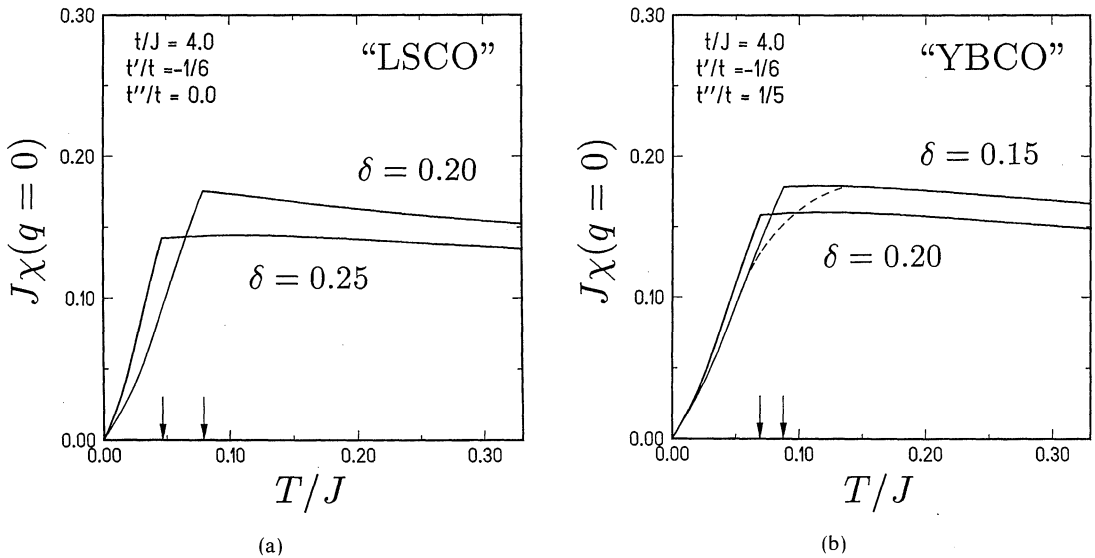 0.30
0.20
0.10
0.00
0.00
0.10
0.20
0.30
Jχ(q = 0)
T/J
t/J = 4.0
t'/t =-1/6
t''/t = 0.0
“LSCO”
δ = 0.20
δ = 0.25
(a)
0.30
0.20
0.10
0.00
0.00
0.10
0.20
0.30
Jχ(q = 0)
T/J
t/J = 4.0
t'/t =-1/6
t''/t = 1/5
“YBCO”
δ = 0.15
δ = 0.20
(b)